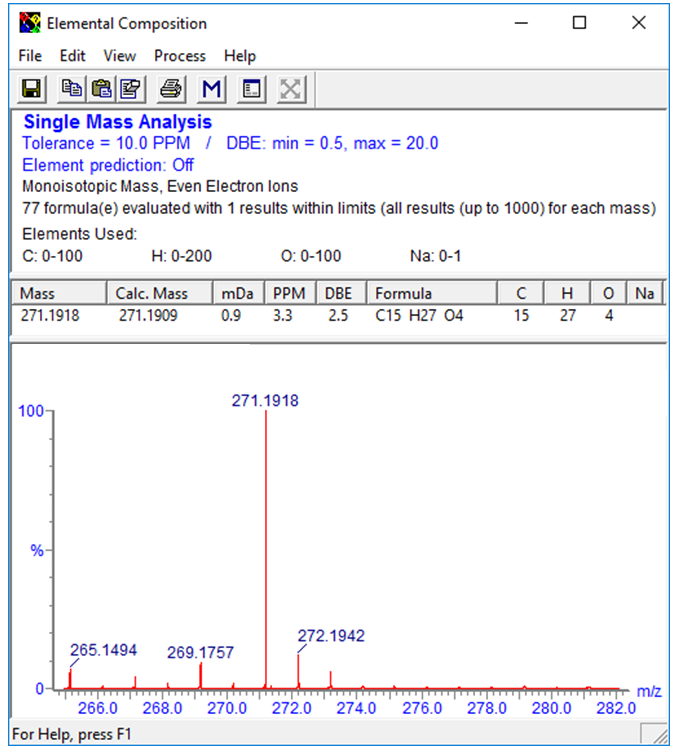 Elemental Composition
File Edit View Process Help
M
Single Mass Analysis
Tolerance = 10.0 PPM / DBE: min = 0.5, max = 20.0
Element prediction: Off
Monoisotopic Mass, Even Electron Ions
77 formula(e) evaluated with 1 results within limits (all results (up to 1000) for each mass)
Elements Used:
C: 0-100 H: 0-200 O: 0-100 Na: 0-1
Mass Calc. Mass mDa PPM DBE Formula C H O Na
271.1918 271.1909 0.9 3.3 2.5 C15 H27 O4 15 27 4
271.1918
100
%
272.1942
265.1494 269.1757
0
m/z
266.0 268.0 270.0 272.0 274.0 276.0 278.0 280.0 282.0
For Help, press F1